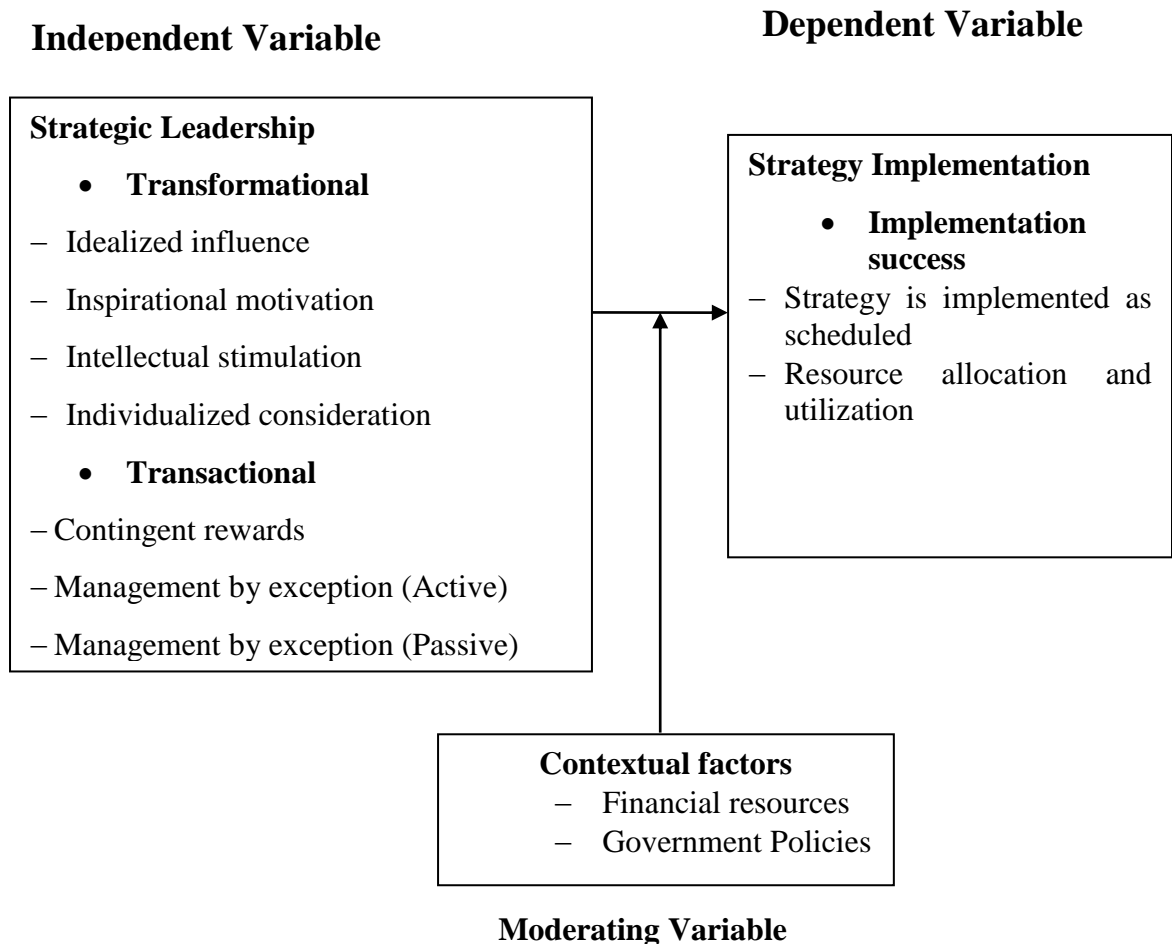 Independent Variable
Dependent Variable
Strategic Leadership
• Transformational
– Idealized influence
– Inspirational motivation
– Intellectual stimulation
– Individualized consideration
• Transactional
– Contingent rewards
– Management by exception (Active)
– Management by exception (Passive)
Strategy Implementation
• Implementation
success
– Strategy is implemented as
scheduled
– Resource allocation and
utilization
Contextual factors
– Financial resources
– Government Policies
Moderating Variable